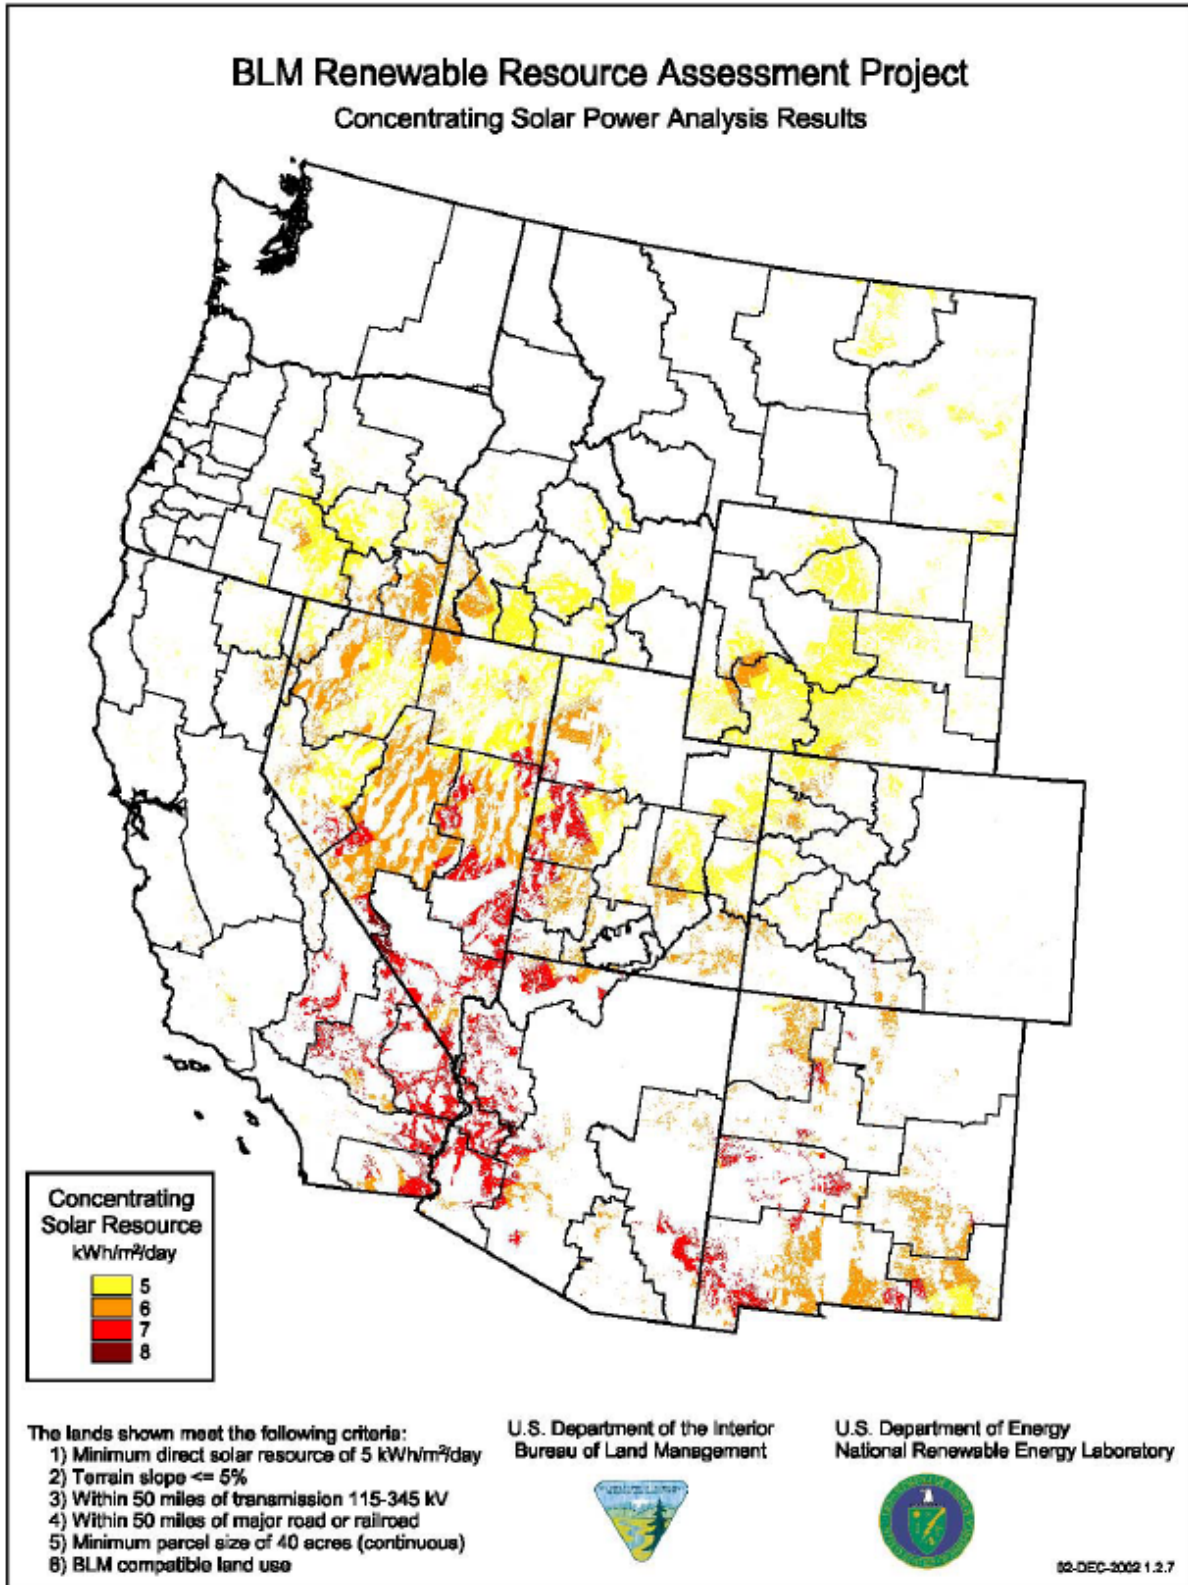 BLM Renewable Resource Assessment Project
Concentrating Solar Power Analysis Results
Concentrating
Solar Resource
kWh/m²/day
5
6
7
8
The lands shown meet the following criteria:
1) Minimum direct solar resource of 5 kWh/m²/day
2) Terrain slope <= 5%
3) Within 50 miles of transmission 115-345 kV
4) Within 50 miles of major road or railroad
5) Minimum parcel size of 40 acres (continuous)
6) BLM compatible land use
U.S. Department of the Interior
Bureau of Land Management
U.S. Department of Energy
National Renewable Energy Laboratory
02-DEC-2002 1.2.7